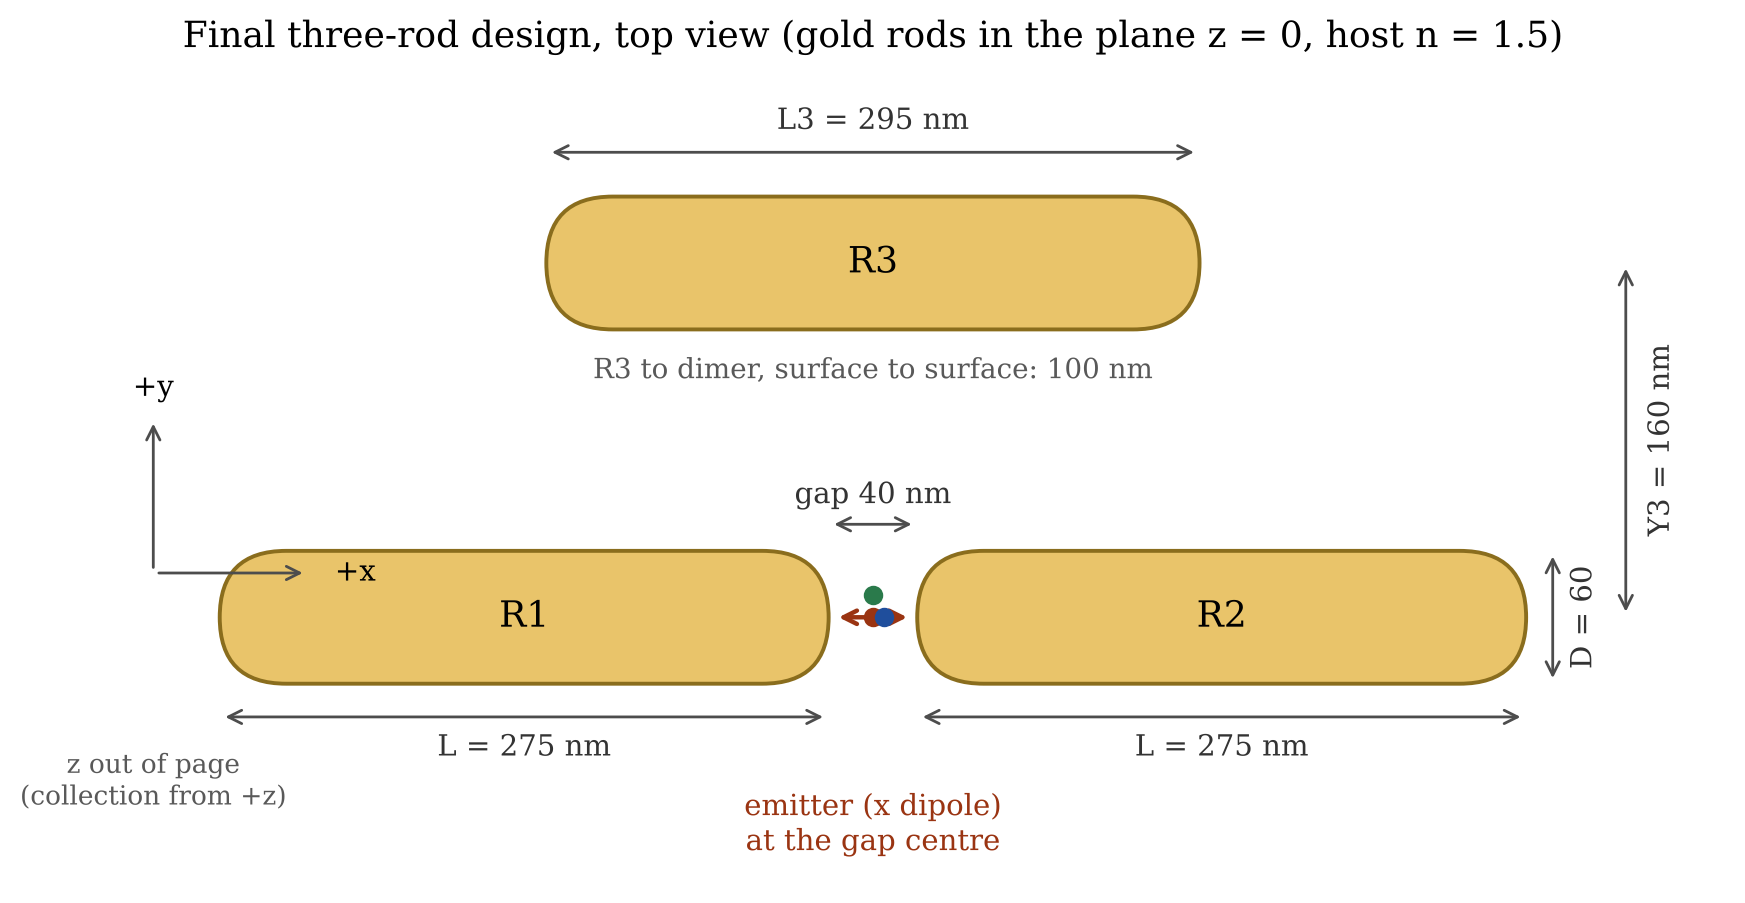 Final three-rod design, top view (gold rods in the plane z = 0, host n = 1.5)
L3 = 295 nm
R3
R3 to dimer, surface to surface: 100 nm
+y
Y3 = 160 nm
gap 40 nm
+x
R1
R2
D = 60
L = 275 nm
L = 275 nm
z out of page
(collection from +z)
emitter (x dipole)
at the gap centre